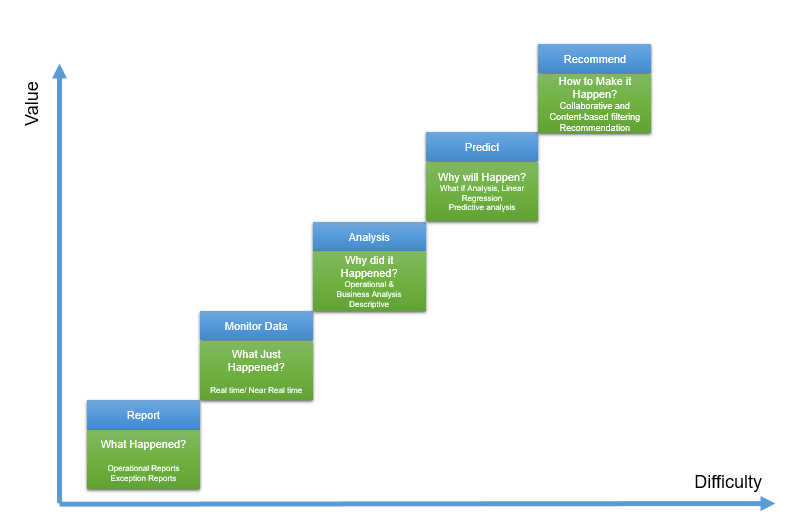 Value
Recommend
How to Make it
Happen?
Collaborative and
Content-based filtering
Recommendation
Predict
Why will Happen?
What if Analysis, Linear
Regression
Predictive analysis
Analysis
Why did it
Happened?
Operational &
Business Analysis
Descriptive
Monitor Data
What Just
Happened?
Real time/ Near Real time
Report
What Happened?
Operational Reports
Exception Reports
Difficulty